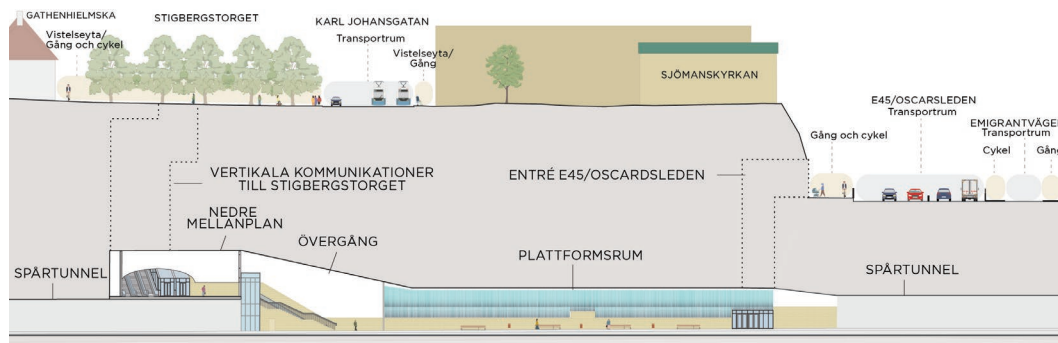 GATHENHIELMSKA
Vistelseyta/
Gång och cykel
STIGBERGSTORGET
KARL JOHANSGATAN
Transportrum
Vistelseyta/
Gång
SJÖMANSKYRKAN
E45/OSCARSLEDEN
Transportrum
EMIGRANTVÄGEN
Transportrum
Gång och cykel
Cykel
Gång
VERTIKALA KOMMUNIKATIONER
TILL STIGBERGSTORGET
ENTRÉ E45/OSCARDSLEDEN
NEDRE
MELLANPLAN
ÖVERGÅNG
PLATTFORMSRUM
SPÅRTUNNEL
SPÅRTUNNEL